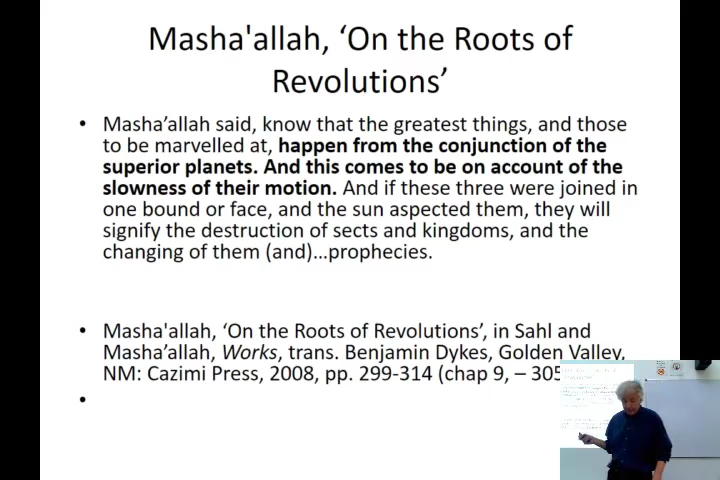 Masha'allah, ‘On the Roots of
Revolutions’
• Masha’allah said, know that the greatest things, and those
to be marvelled at, happen from the conjunction of the
superior planets. And this comes to be on account of the
slowness of their motion. And if these three were joined in
one bound or face, and the sun aspected them, they will
signify the destruction of sects and kingdoms, and the
changing of them (and)…prophecies.
• Masha'allah, ‘On the Roots of Revolutions’, in Sahl and
Masha’allah, Works, trans. Benjamin Dykes, Golden Valley,
NM: Cazimi Press, 2008, pp. 299-314 (chap 9, – 305
•